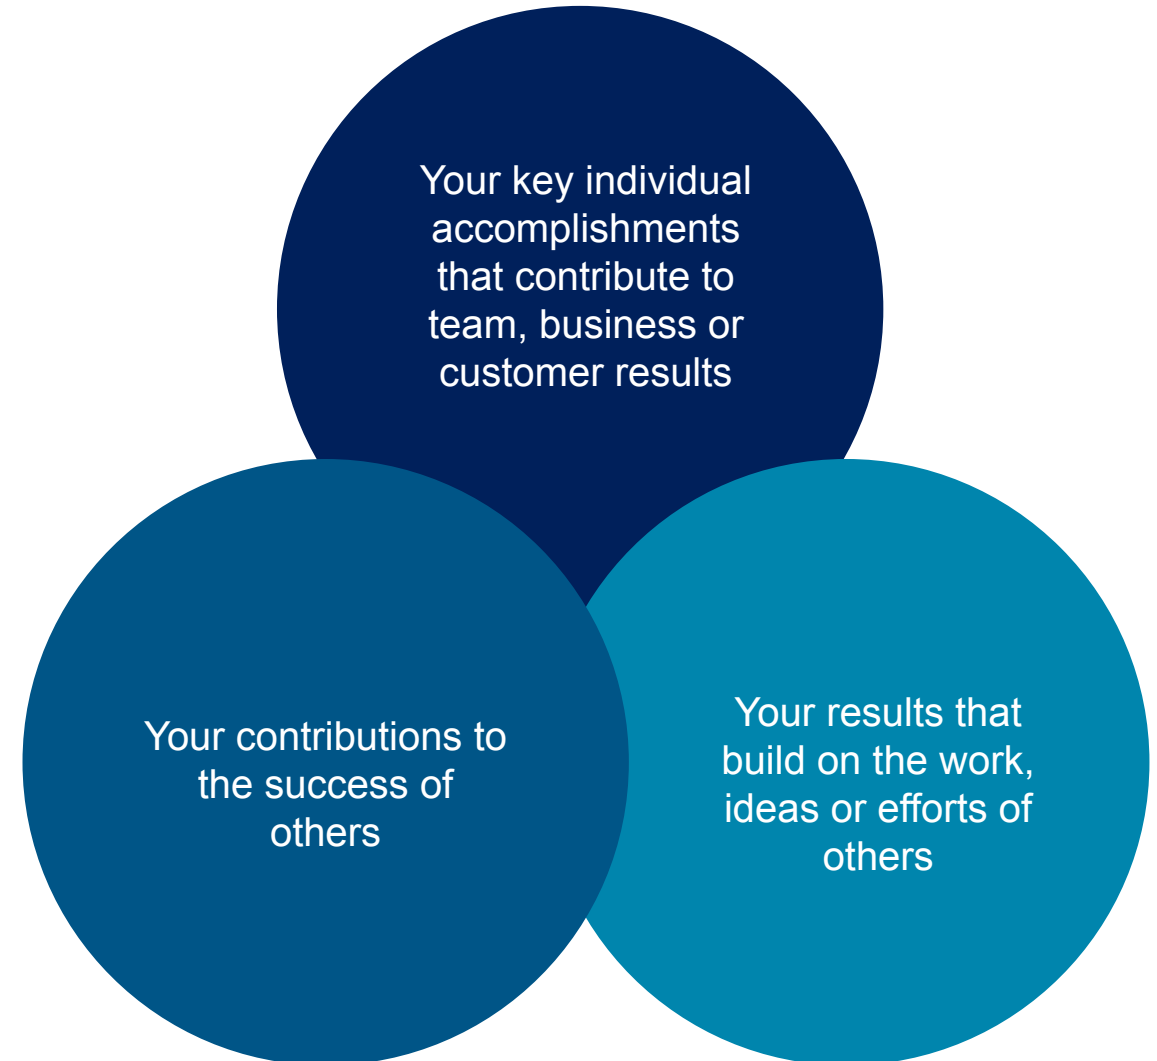 Your key individual
accomplishments
that contribute to
team, business or
customer results
Your contributions to
the success of
others
Your results that
build on the work,
ideas or efforts of
others